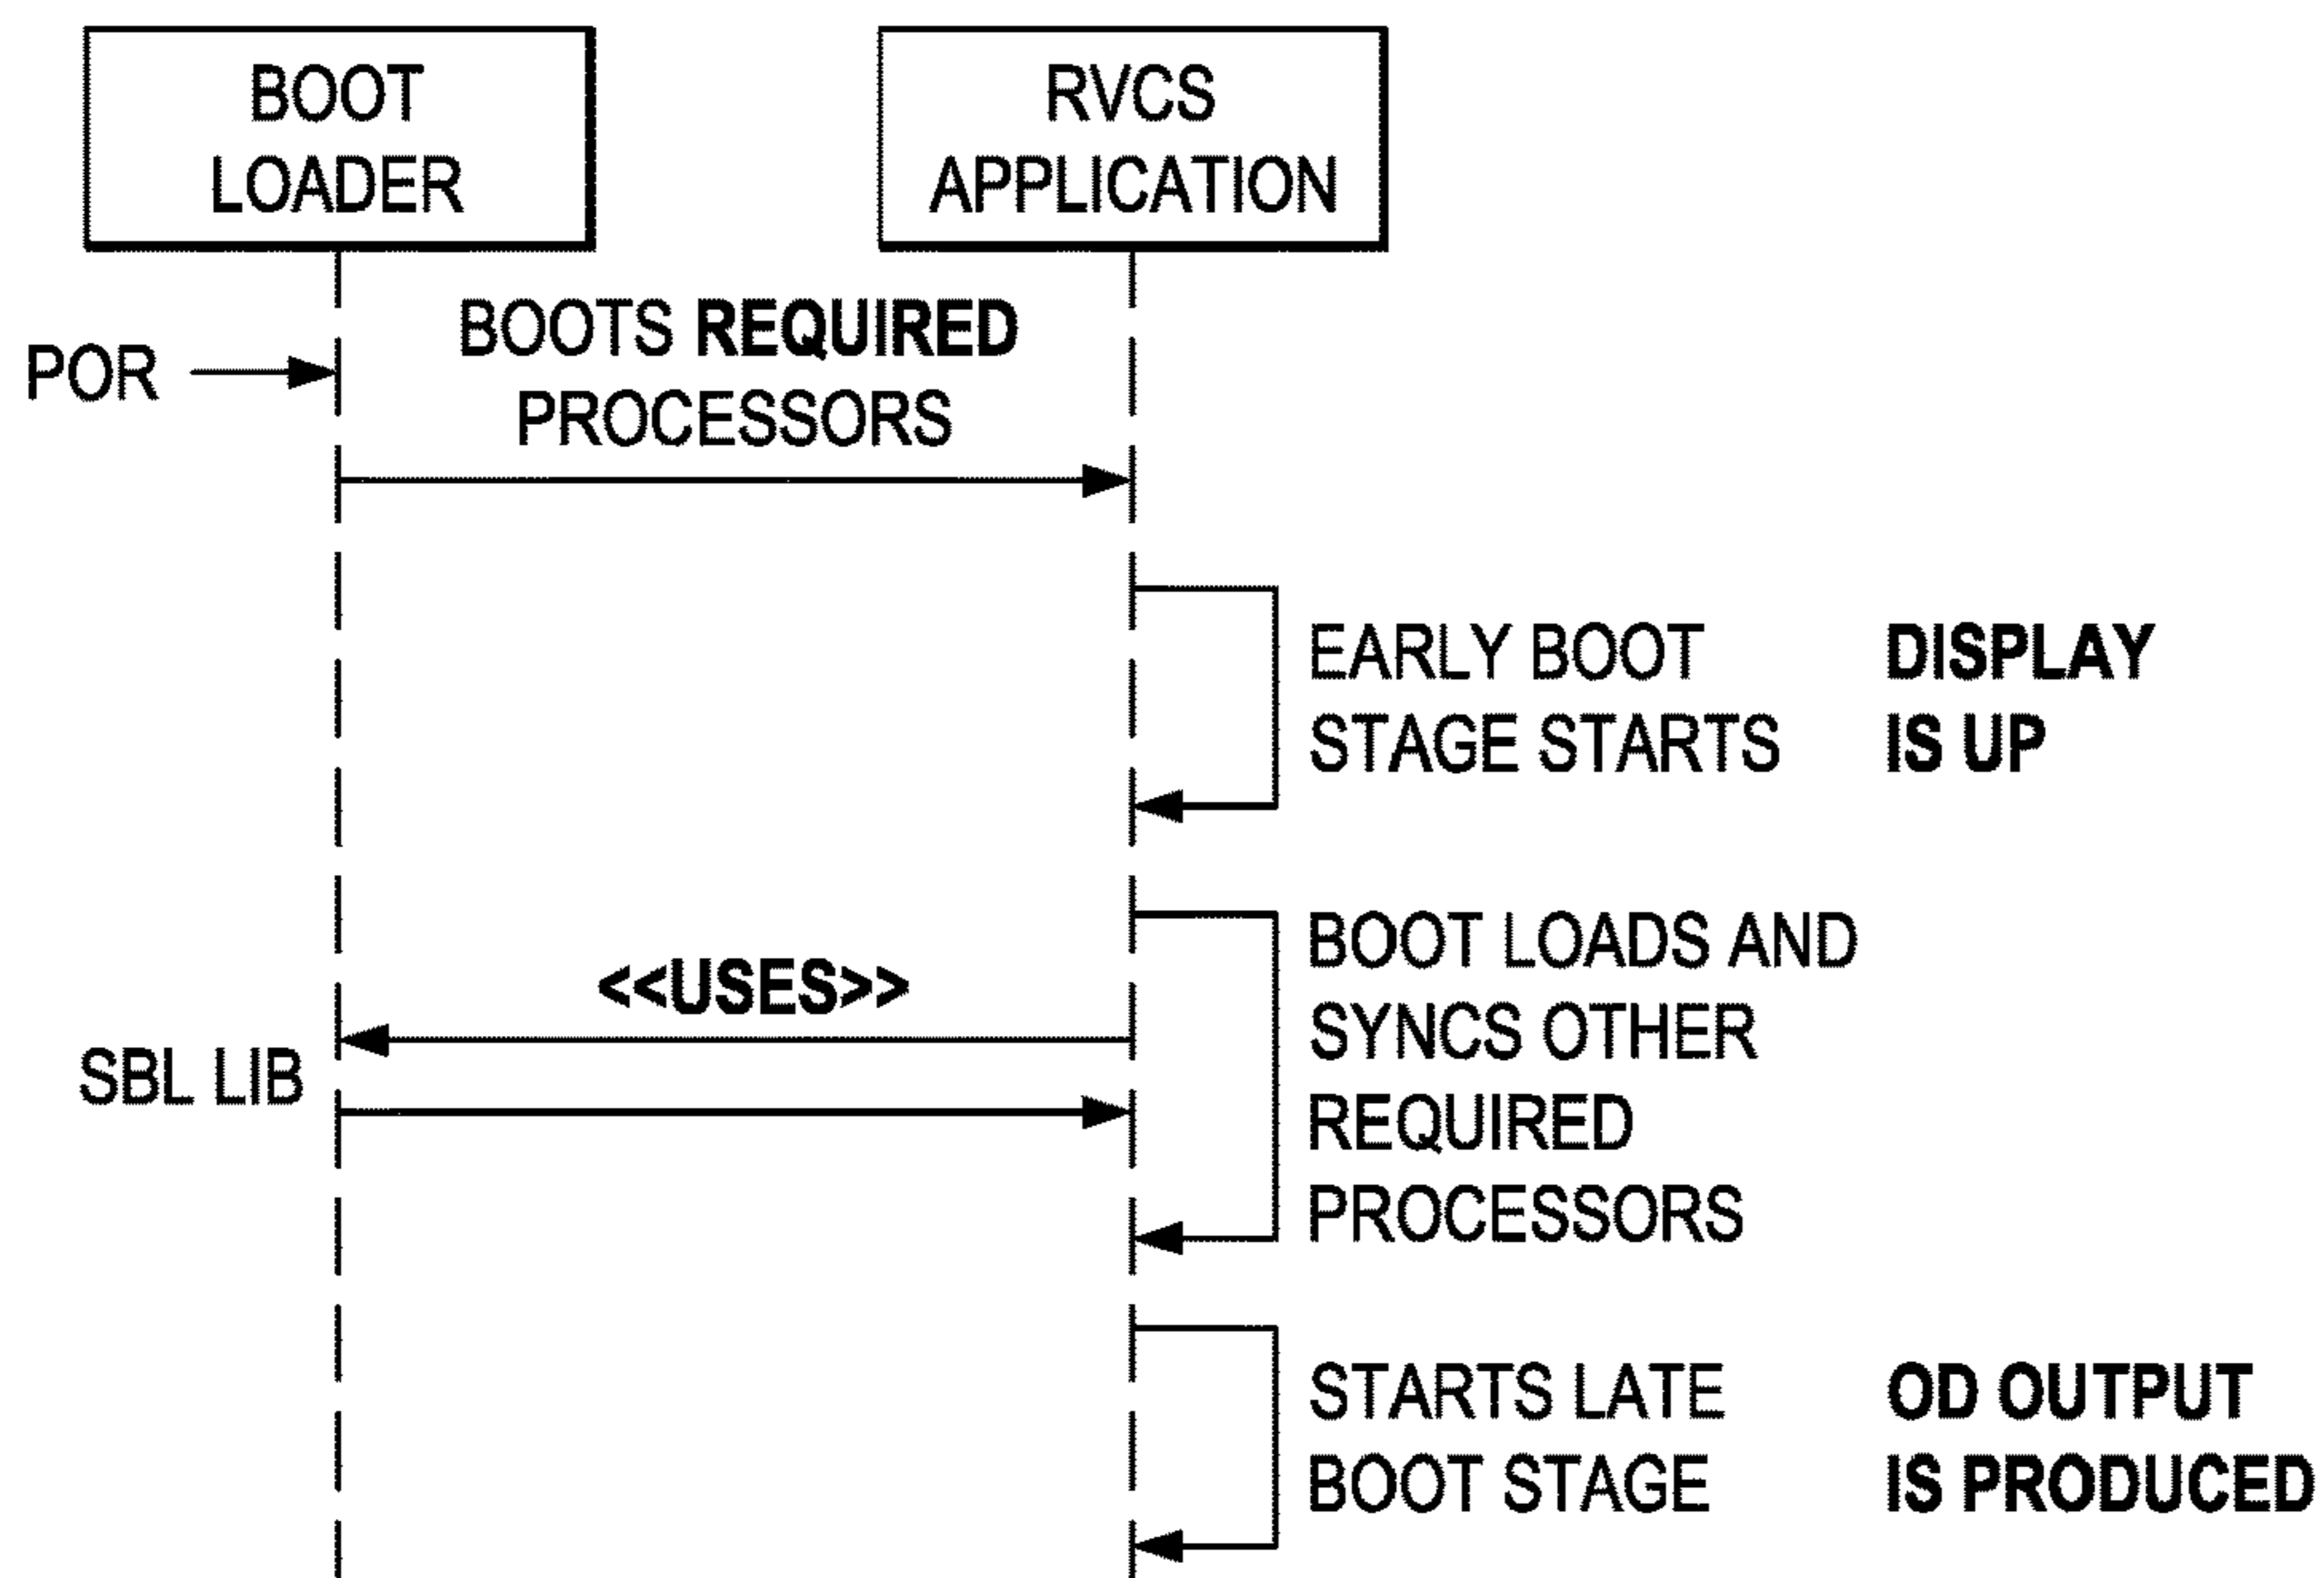 BOOT
LOADER
RVCS
APPLICATION
POR
BOOTS REQUIRED
PROCESSORS
EARLY BOOT
STAGE STARTS
DISPLAY
IS UP
<<USES>>
SBL LIB
BOOT LOADS AND
SYNCS OTHER
REQUIRED
PROCESSORS
STARTS LATE
BOOT STAGE
OD OUTPUT
IS PRODUCED